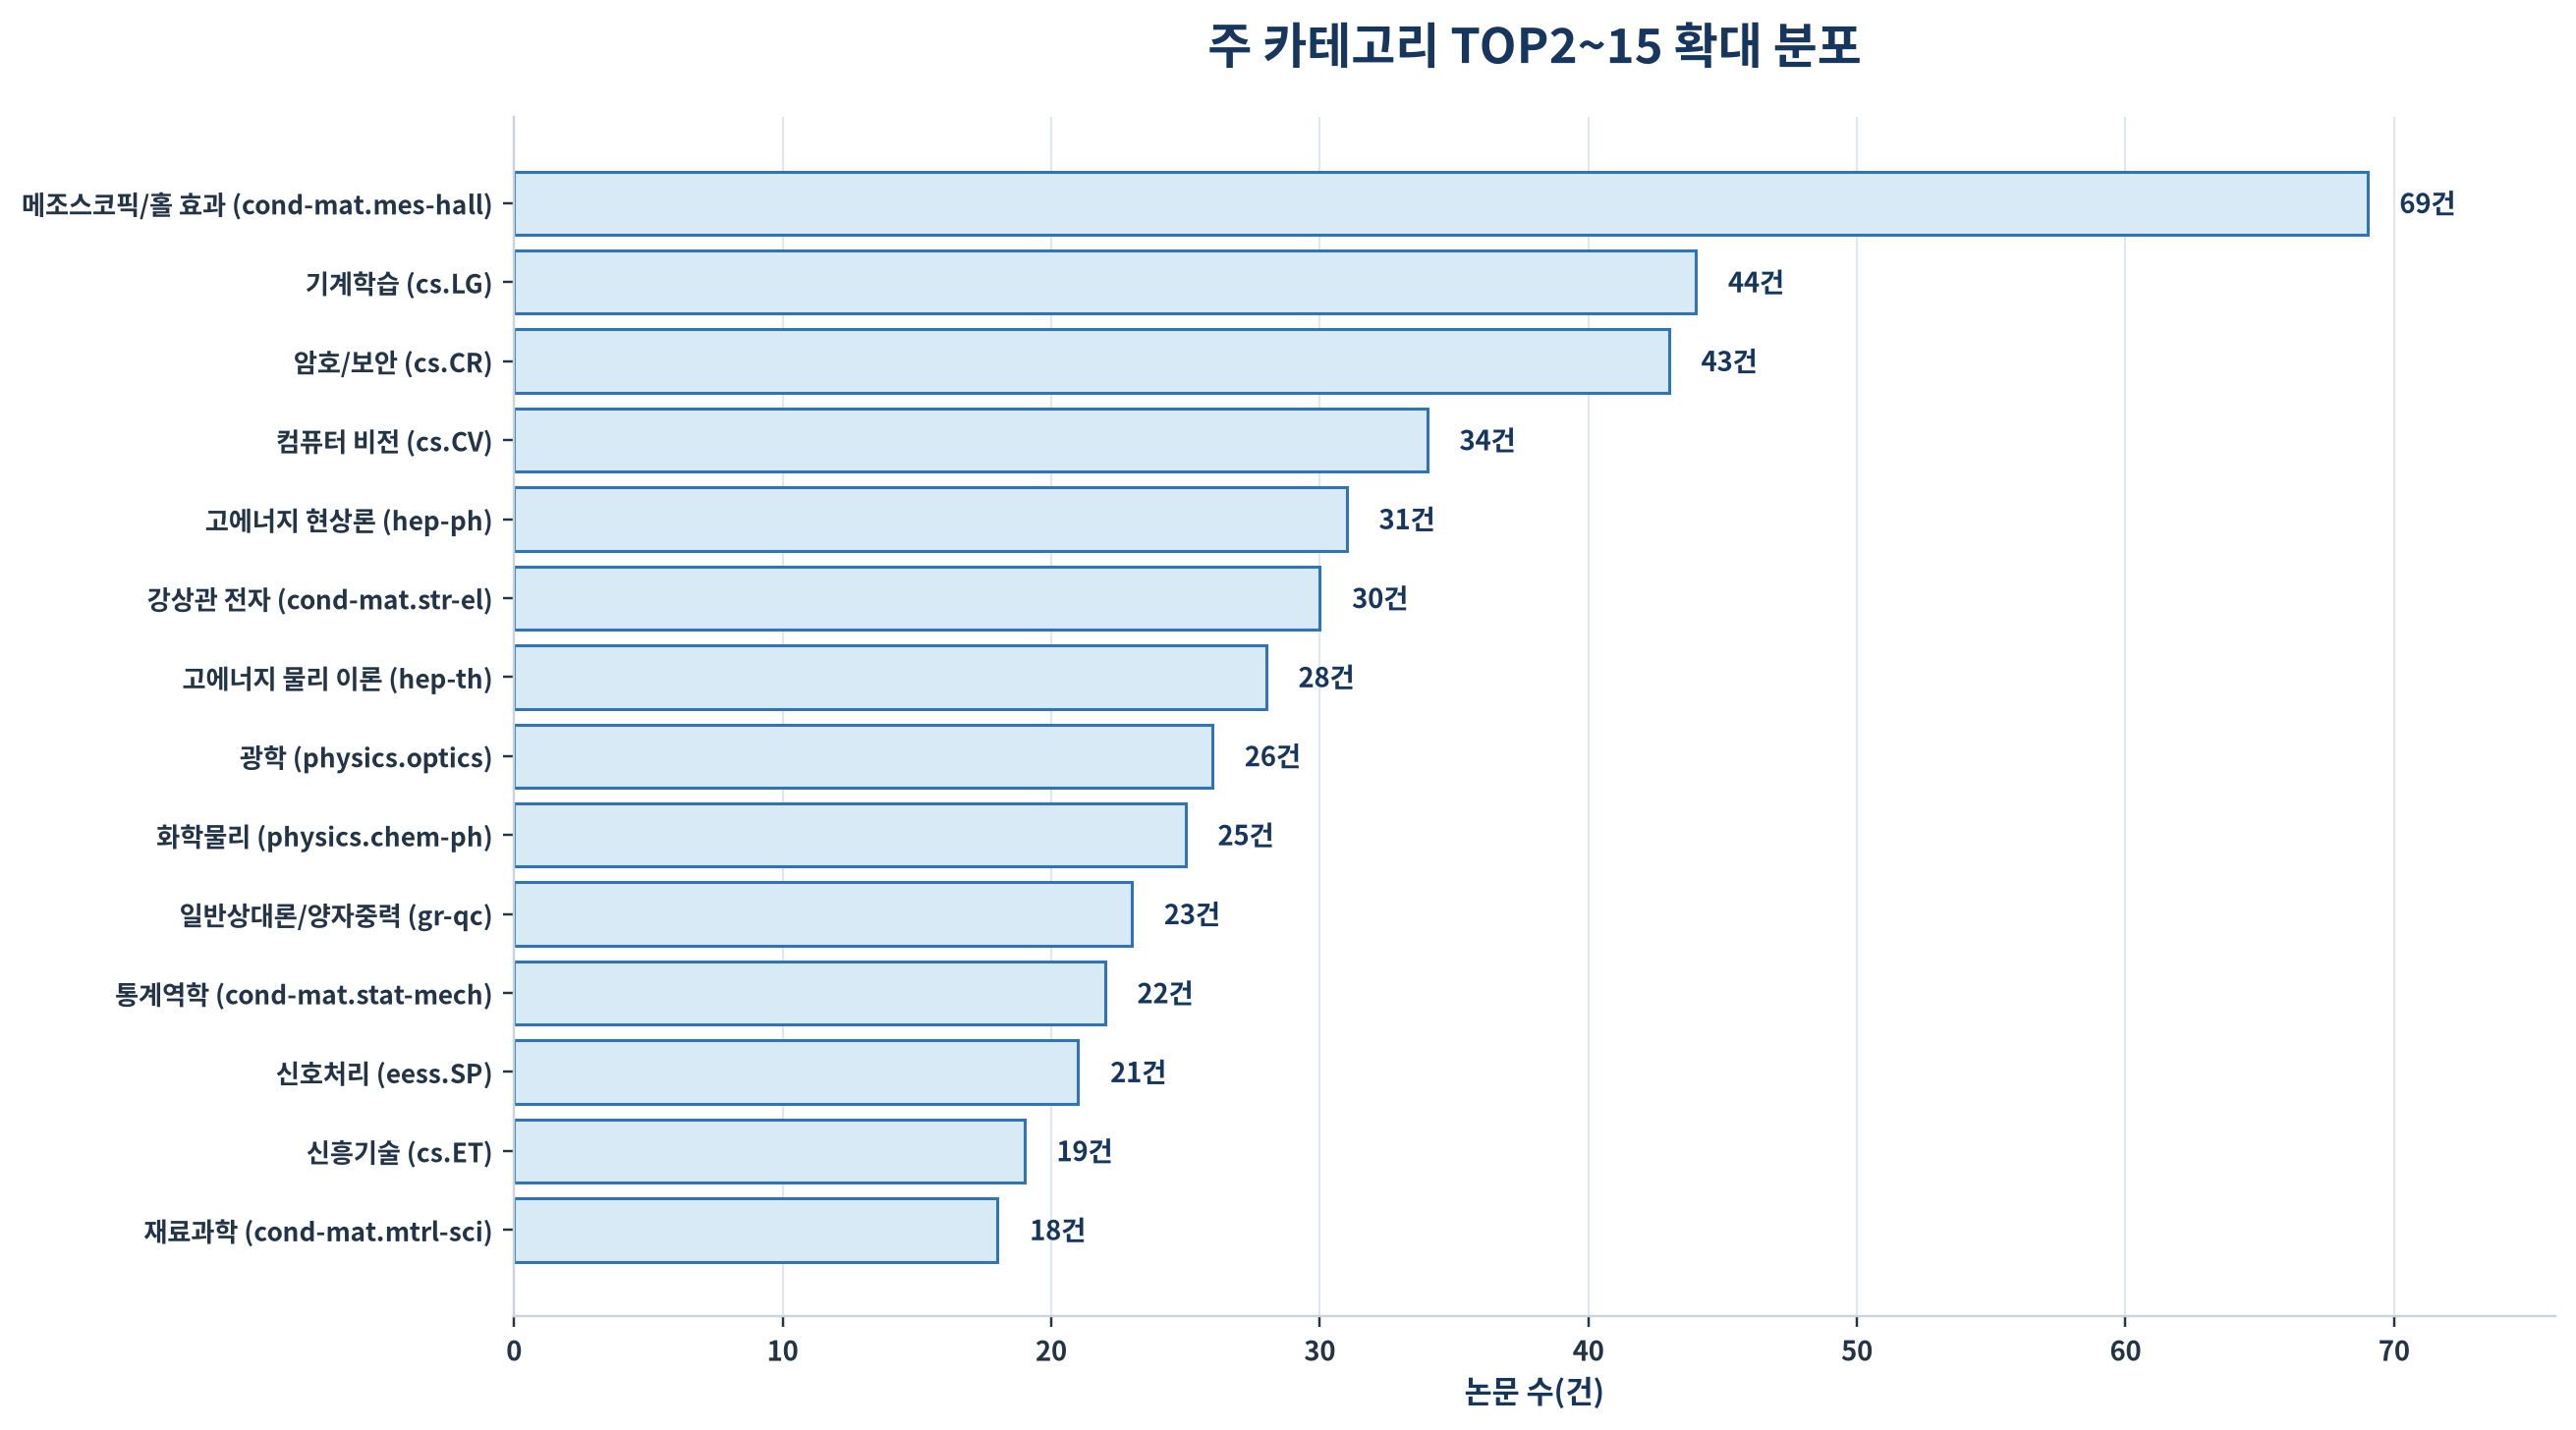 주 카테고리 TOP2~15 확대 분포
메조스코픽/홀 효과 (cond-mat.mes-hall) 69건
기계학습 (cs.LG) 44건
암호/보안 (cs.CR) 43건
컴퓨터 비전 (cs.CV) 34건
고에너지 현상론 (hep-ph) 31건
강상관 전자 (cond-mat.str-el) 30건
고에너지 물리 이론 (hep-th) 28건
광학 (physics.optics) 26건
화학물리 (physics.chem-ph) 25건
일반상대론/양자중력 (gr-qc) 23건
통계역학 (cond-mat.stat-mech) 22건
신호처리 (eess.SP) 21건
신흥기술 (cs.ET) 19건
재료과학 (cond-mat.mtrl-sci) 18건
0 10 20 30 40 50 60 70
논문 수(건)